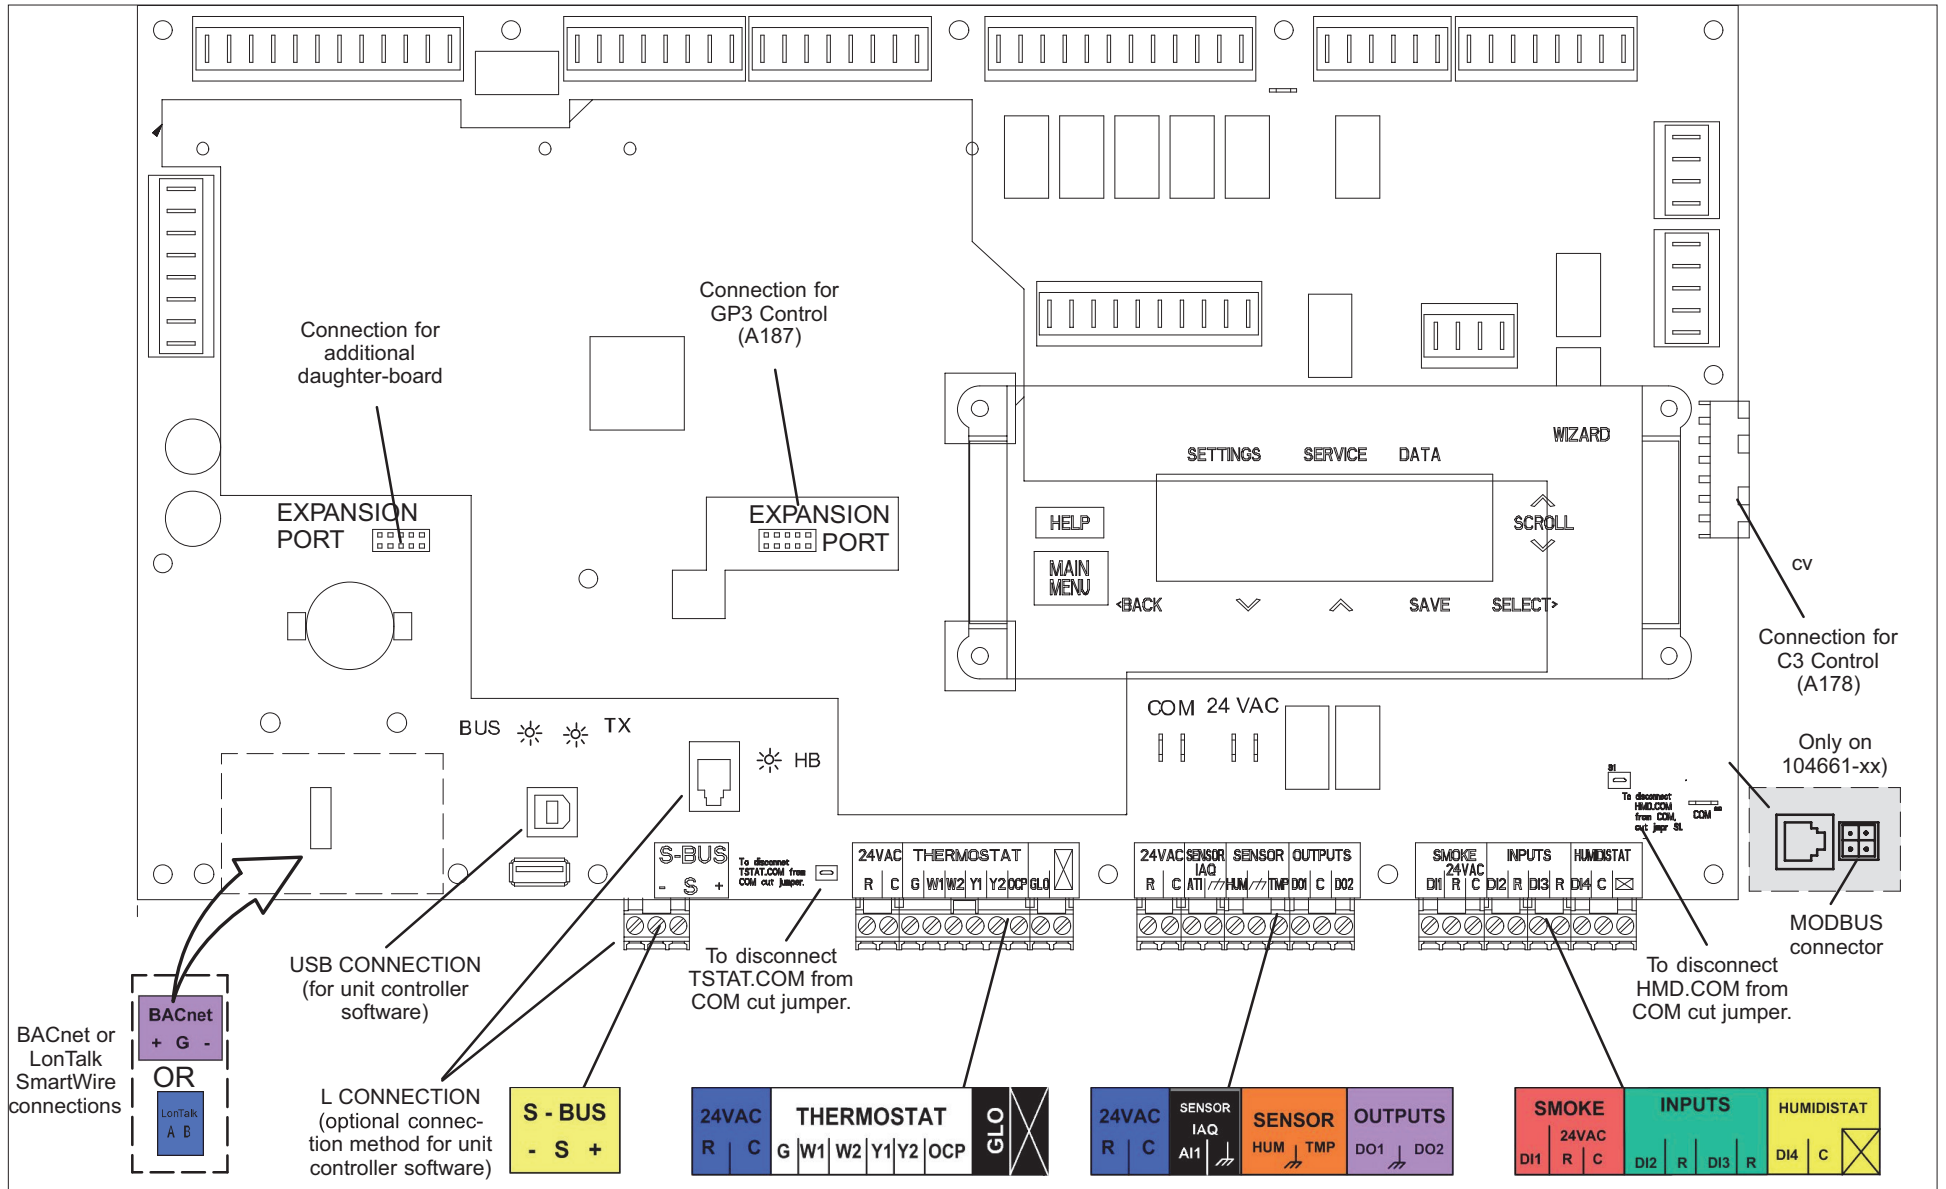 Connection for
GP3 Control
(A187)
Connection for
additional
daughter-board
WIZARD
SETTINGS SERVICE DATA
EXPANSION
PORT
EXPANSION
PORT
HELP
SCROLL
MAIN
MENU
<BACK SAVE SELECT>
cv
Connection for
C3 Control
(A178)
COM 24 VAC
BUS TX
HB
Only on
104661-xx)
S1
To disconnect
HMD.COM
from COM,
cut jmpr S1.
COM
S-BUS
- S +
To disconnect
TSTAT.COM from
COM cut jumper.
24VAC THERMOSTAT
R C G W1 W2 Y1 Y2 OCP GLO
24VAC SENSOR SENSOR OUTPUTS
IAQ
R C AI1 HUM TMP DO1 C DO2
SMOKE INPUTS HUMIDISTAT
24VAC
DI1 R C DI2 R DI3 R DI4 C
MODBUS
connector
USB CONNECTION
(for unit controller
software)
To disconnect
TSTAT.COM from
COM cut jumper.
To disconnect
HMD.COM from
COM cut jumper.
BACnet
+ G -
OR
LonTalk
A B
BACnet or
LonTalk
SmartWire
connections
L CONNECTION
(optional connec-
tion method for unit
controller software)
S - BUS
- S +
24VAC THERMOSTAT GLO
R C G W1 W2 Y1 Y2 OCP
24VAC SENSOR SENSOR OUTPUTS
IAQ
R C AI1 HUM TMP DO1 DO2
SMOKE INPUTS HUMIDISTAT
24VAC
DI1 R C DI2 R DI3 R DI4 C